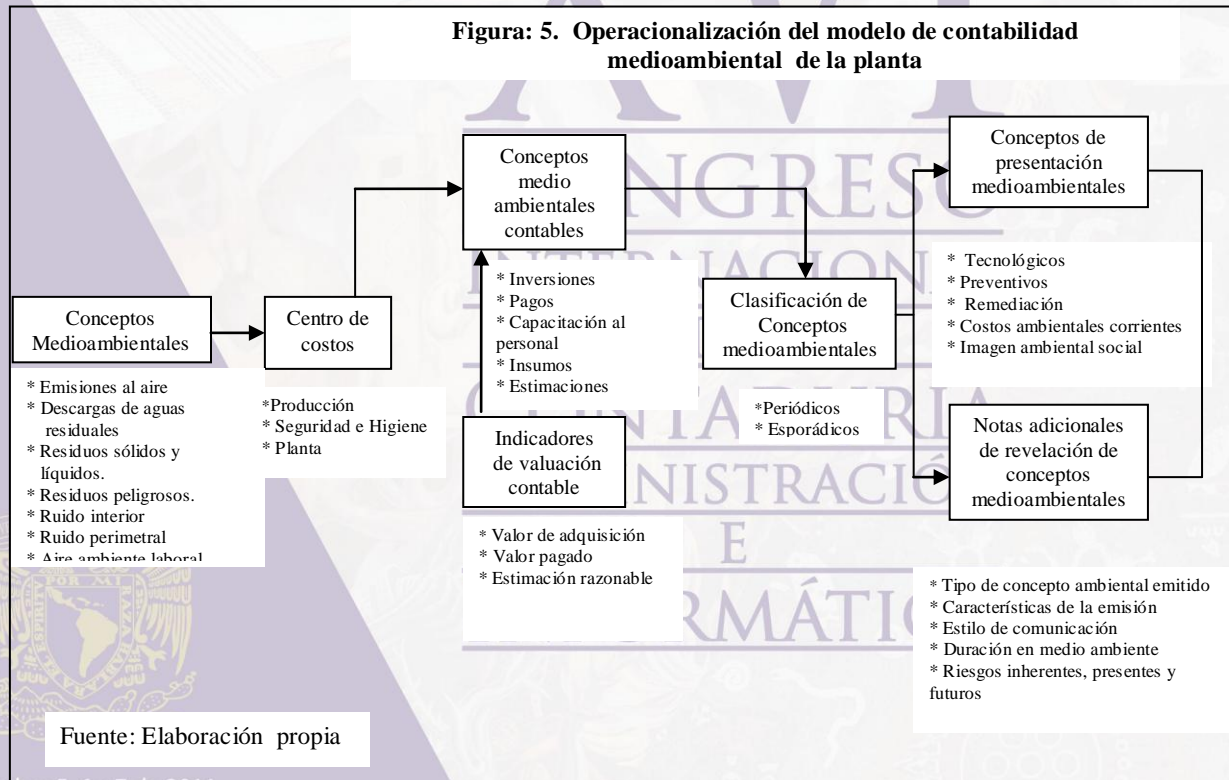 Figura: 5. Operacionalización del modelo de contabilidad
medioambiental de la planta
Conceptos
Medioambientales
* Emisiones al aire
* Descargas de aguas
residuales
* Residuos sólidos y
líquidos.
* Residuos peligrosos.
* Ruido interior
* Ruido perimetral
* Aire ambiente laboral
Centro de
costos
*Producción
* Seguridad e Higiene
* Planta
Conceptos
medio
ambientales
contables
* Inversiones
* Pagos
* Capacitación al
personal
* Insumos
* Estimaciones
Indicadores
de valuación
contable
* Valor de adquisición
* Valor pagado
* Estimación razonable
Clasificación de
Conceptos
medioambientales
*Periódicos
* Esporádicos
Conceptos de
presentación
medioambientales
* Tecnológicos
* Preventivos
* Remediación
* Costos ambientales corrientes
* Imagen ambiental social
Notas adicionales
de revelación de
conceptos
medioambientales
* Tipo de concepto ambiental emitido
* Características de la emisión
* Estilo de comunicación
* Duración en medio ambiente
* Riesgos inherentes, presentes y
futuros
Fuente: Elaboración propia